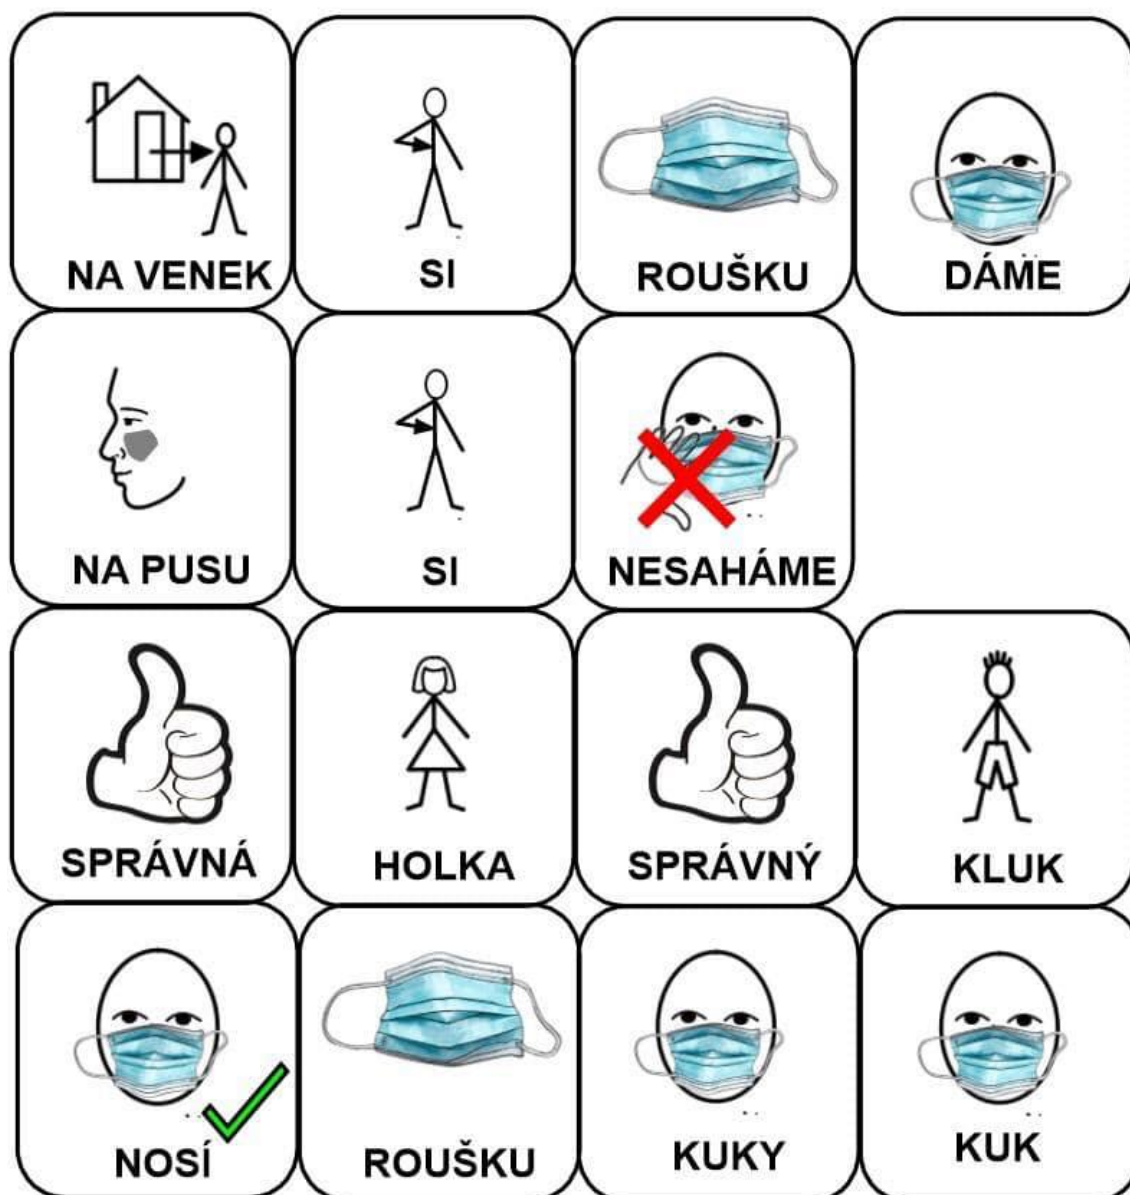 NA VENEK SI ROUŠKU DÁME
NA PUSU SI NESAHÁME
SPRÁVNÁ HOLKA SPRÁVNÝ KLUK
NOSÍ ROUŠKU KUKY KUK